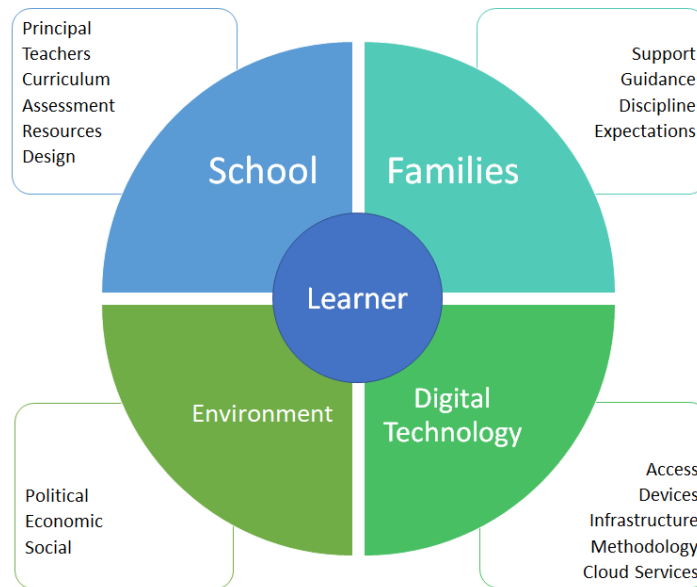 Principal
Teachers
Curriculum
Assessment
Resources
Design
Support
Guidance
Discipline
Expectations
School
Families
Learner
Environment
Digital
Technology
Political
Economic
Social
Access
Devices
Infrastructure
Methodology
Cloud Services